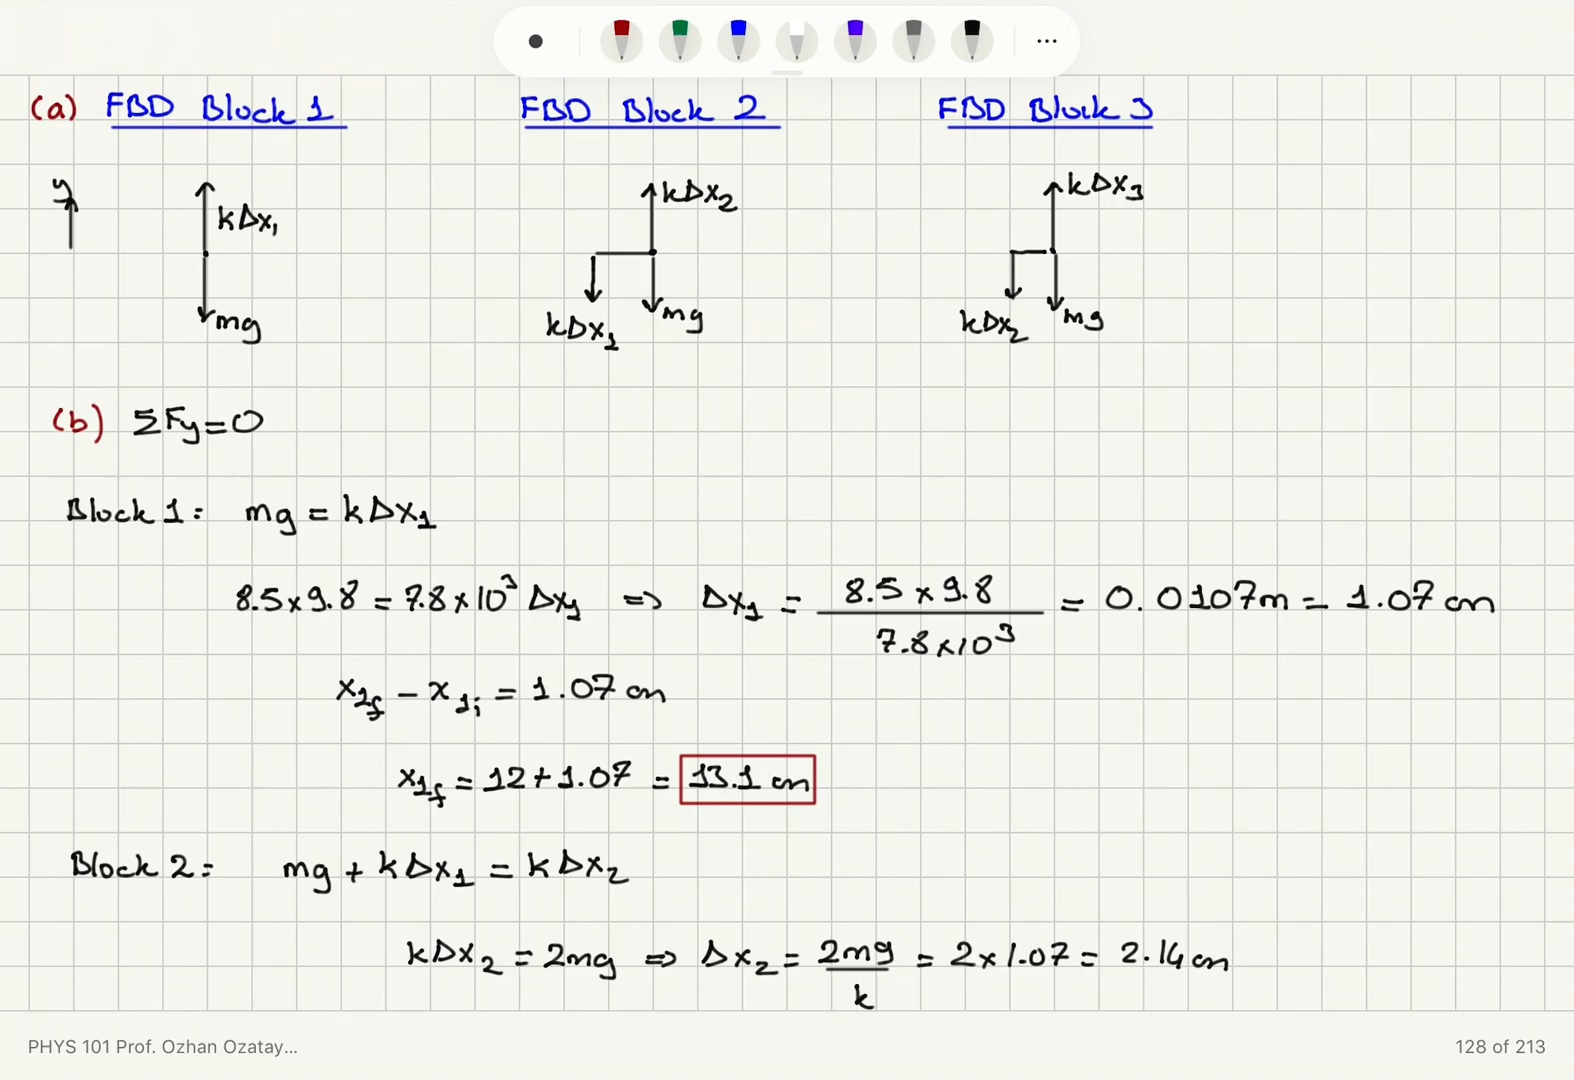 (a) FBD Block 1 FBD Block 2 FBD Block 3
y kΔx₁ mg kΔx₂ kΔx₁ mg kΔx₃ kΔx₂ mg
(b) ΣFy=0
Block 1: mg = kΔx₁
8.5×9.8 = 7.8×10³ Δx₁ ⇒ Δx₁ = 8.5×9.8 / 7.8×10³ = 0.0107m = 1.07 cm
x₁f − x₁i = 1.07 cm
x₁f = 12+1.07 = 13.1 cm
Block 2: mg + kΔx₁ = kΔx₂
kΔx₂ = 2mg ⇒ Δx₂ = 2mg / k = 2×1.07 = 2.14 cm
PHYS 101 Prof. Ozhan Ozatay... 128 of 213